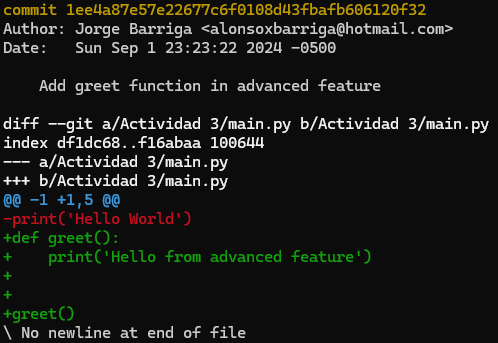 commit 1ee4a87e57e22677c6f0108d43fbafb606120f32
Author: Jorge Barriga <alonsoxbarriga@hotmail.com>
Date:   Sun Sep 1 23:23:22 2024 -0500

    Add greet function in advanced feature

diff --git a/Actividad 3/main.py b/Actividad 3/main.py
index df1dc68..f16abaa 100644
--- a/Actividad 3/main.py
+++ b/Actividad 3/main.py
@@ -1 +1,5 @@
-print('Hello World')
+def greet():
+    print('Hello from advanced feature')
+
+
+greet()
\ No newline at end of file